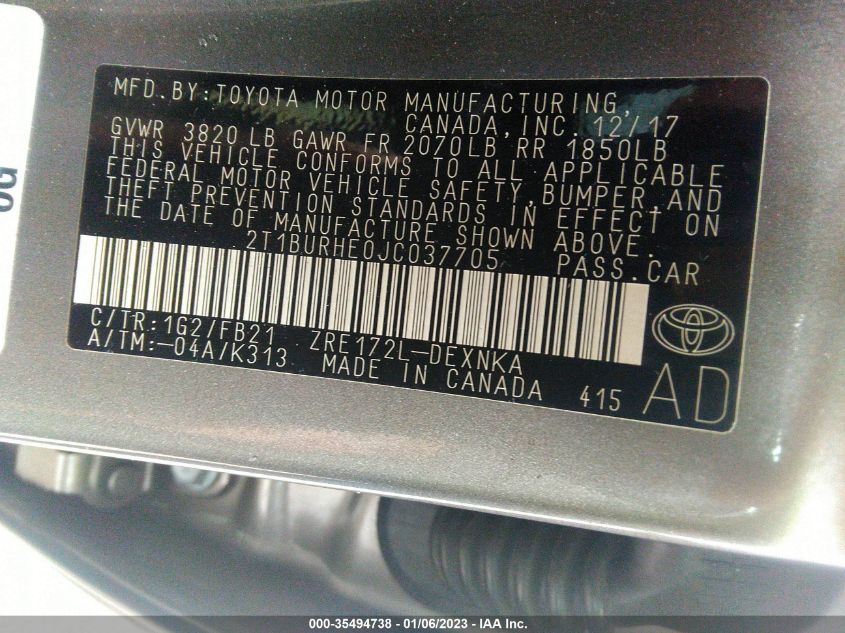 MFD. BY: TOYOTA MOTOR MANUFACTURING,
CANADA, INC. 12/17
GVWR 3820 LB GAWR FR 2070LB RR 1850LB
THIS VEHICLE CONFORMS TO ALL APPLICABLE
FEDERAL MOTOR VEHICLE SAFETY, BUMPER, AND
THEFT PREVENTION STANDARDS IN EFFECT ON
THE DATE OF MANUFACTURE SHOWN ABOVE.
2T1BURHE0JC037705 PASS. CAR
C/TR: 1G2/FB21 ZRE172L-DEXNKA
A/TM: -04A/K313 MADE IN CANADA 415 AD
000-35494738 - 01/06/2023 - IAA Inc.